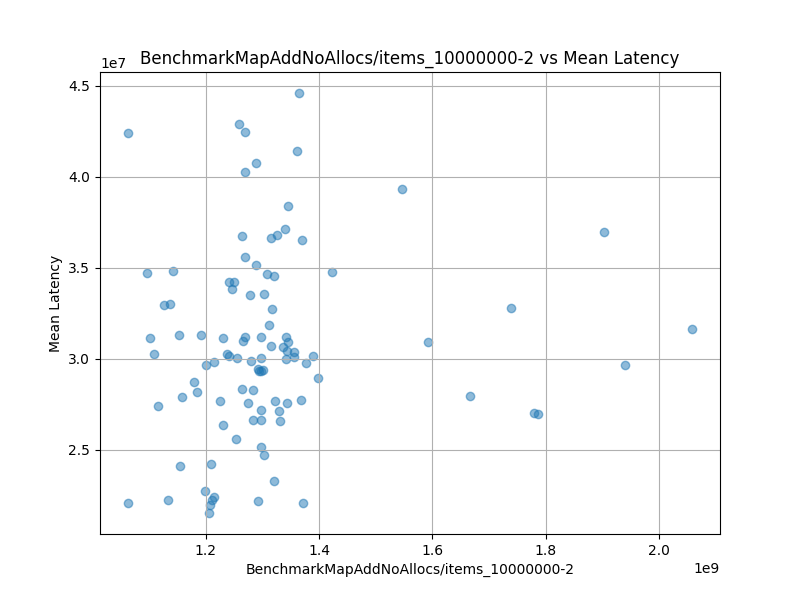 BenchmarkMapAddNoAllocs/items_10000000-2 vs Mean Latency
1e7
4.5
4.0
3.5
3.0
2.5
Mean Latency
1.2 1.4 1.6 1.8 2.0
1e9
BenchmarkMapAddNoAllocs/items_10000000-2